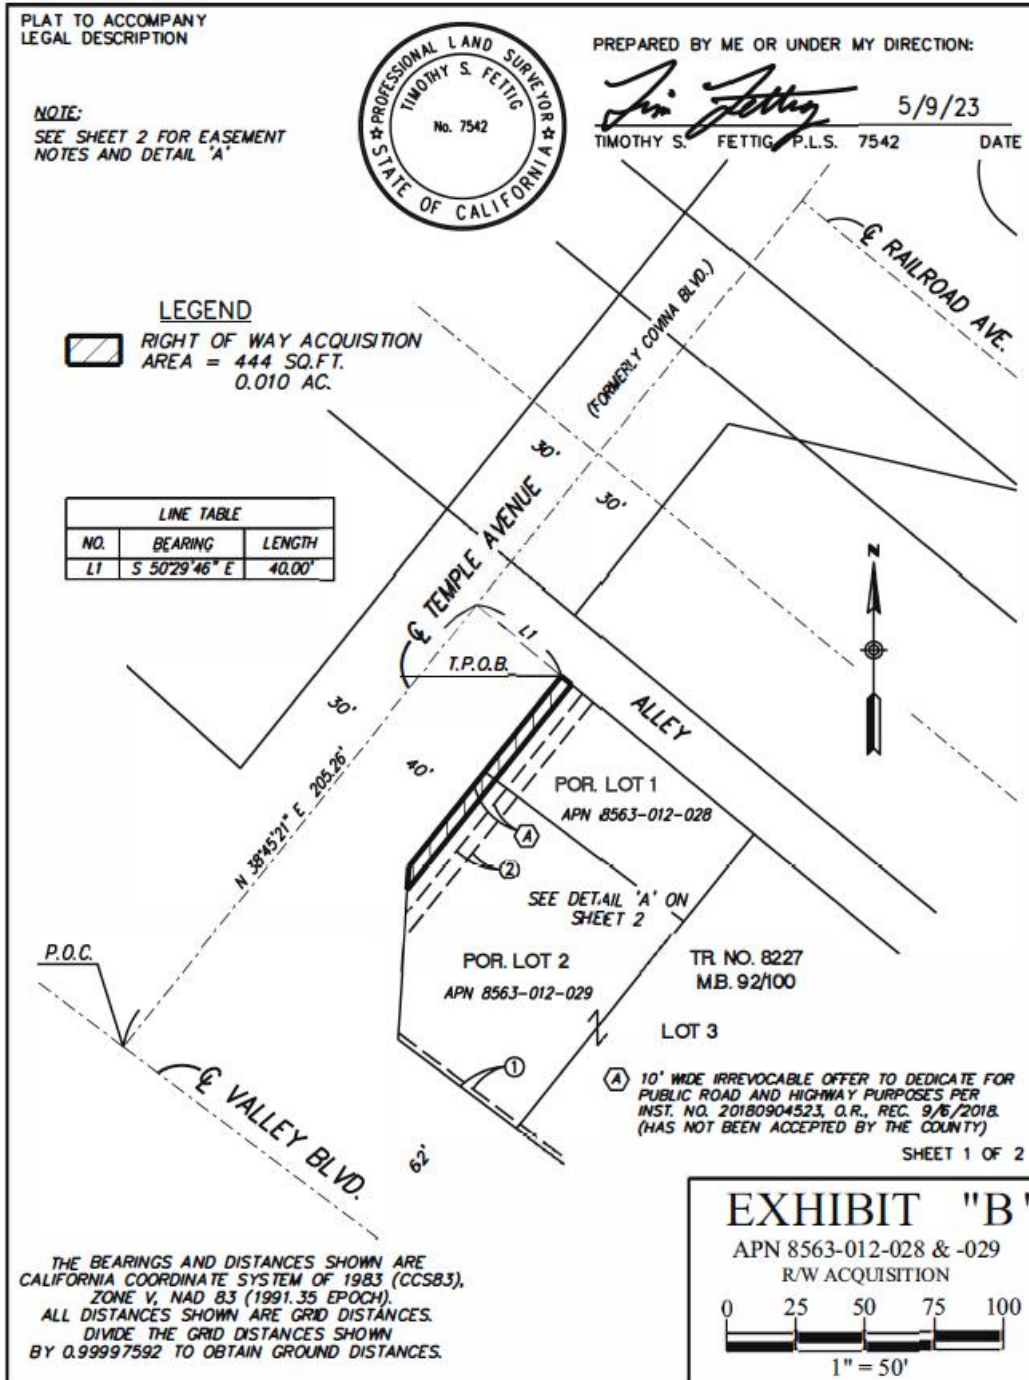 PLAT TO ACCOMPANY
LEGAL DESCRIPTION
NOTE:
SEE SHEET 2 FOR EASEMENT
NOTES AND DETAIL "A"
PROFESSIONAL LAND SURVEYOR
TIMOTHY S. FETTIG
No. 7542
STATE OF CALIFORNIA
PREPARED BY ME OR UNDER MY DIRECTION:
Tim Fettig
5/9/23
TIMOTHY S. FETTIG P.L.S. 7542 DATE
LEGEND
RIGHT OF WAY ACQUISITION
AREA = 444 SQ.FT.
0.010 AC.
LINE TABLE
NO. BEARING LENGTH
L1 S 50°29'46" E 40.00'
℄ RAILROAD AVE.
(FORMERLY COVINA BLVD.)
30'
30'
℄ TEMPLE AVENUE
N
L1
T.P.O.B.
30'
ALLEY
40'
N 38°45'21" E 205.26'
POR. LOT 1
APN 8563-012-028
A
2
SEE DETAIL "A" ON
SHEET 2
P.O.C.
POR. LOT 2
APN 8563-012-029
TR. NO. 8227
M.B. 92/100
LOT 3
1
℄ VALLEY BLVD.
62'
A 10' WIDE IRREVOCABLE OFFER TO DEDICATE FOR
PUBLIC ROAD AND HIGHWAY PURPOSES PER
INST. NO. 20180904523, O.R., REC. 9/6/2018.
(HAS NOT BEEN ACCEPTED BY THE COUNTY)
SHEET 1 OF 2
THE BEARINGS AND DISTANCES SHOWN ARE
CALIFORNIA COORDINATE SYSTEM OF 1983 (CCS83),
ZONE V, NAD 83 (1991.35 EPOCH).
ALL DISTANCES SHOWN ARE GRID DISTANCES.
DIVIDE THE GRID DISTANCES SHOWN
BY 0.99997592 TO OBTAIN GROUND DISTANCES.
EXHIBIT "B"
APN 8563-012-028 & -029
R/W ACQUISITION
0 25 50 75 100
1" = 50'